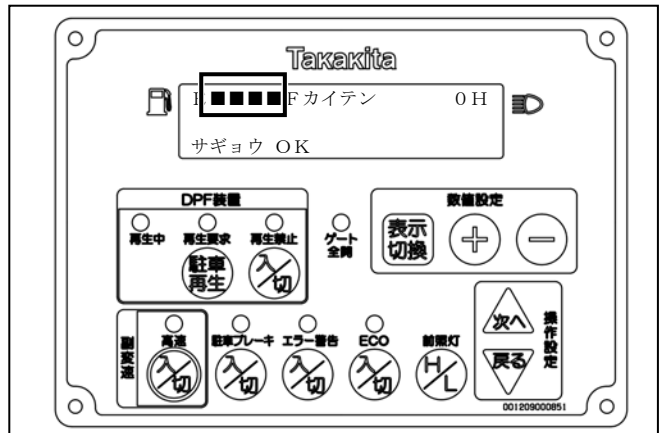 Takakita
E■■■■Fカイテン 0H
サギョウ OK
DPF装置
再生中
再生要求
再生禁止
駐車再生
入/切
ゲート全開
数値設定
表示切換
+
-
副変速
高速
入/切
駐車ブレーキ
入/切
エラー警告
入/切
ECO
入/切
前照灯
H/L
次へ
戻る
操作設定
001209000851